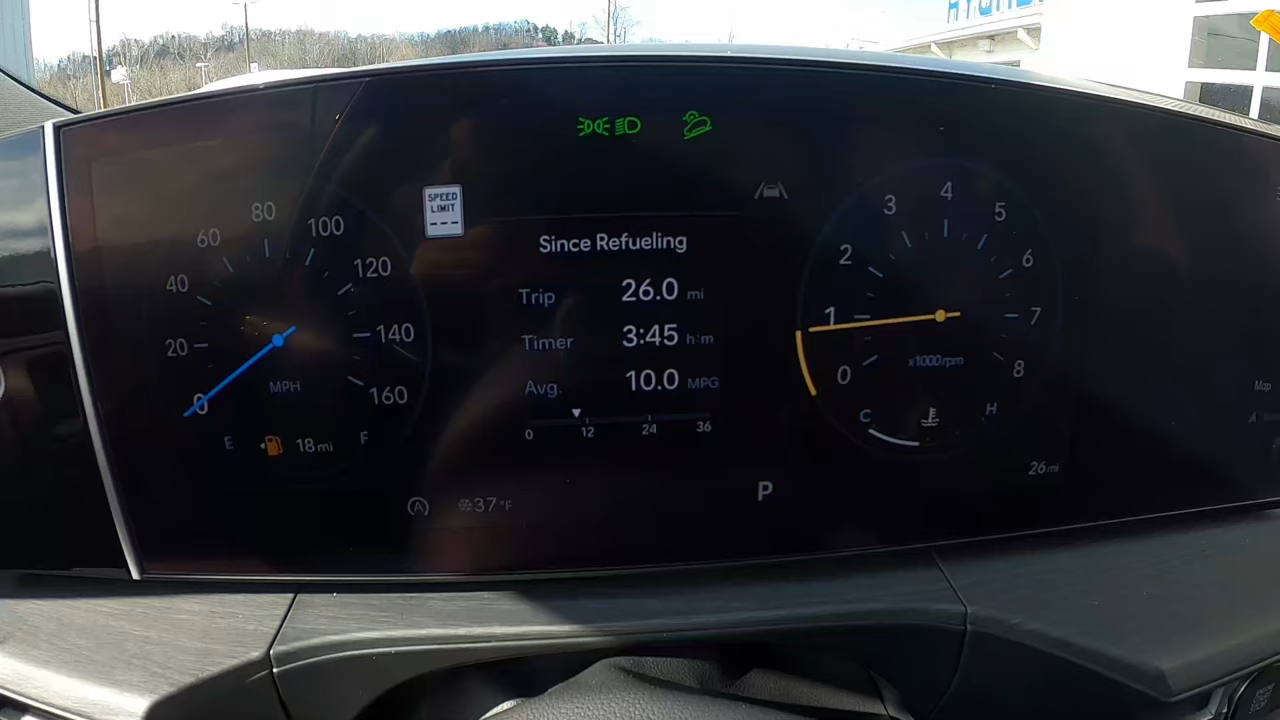 SPEED
LIMIT
---
Since Refueling
Trip 26.0 mi
Timer 3:45 h:m
Avg. 10.0 MPG
0 12 24 36
0 20 40 60 80 100 120 140 160
MPH
E 18 mi F
A
37°F
P
0 1 2 3 4 5 6 7 8
x1000rpm
C H
26 mi
Map
A